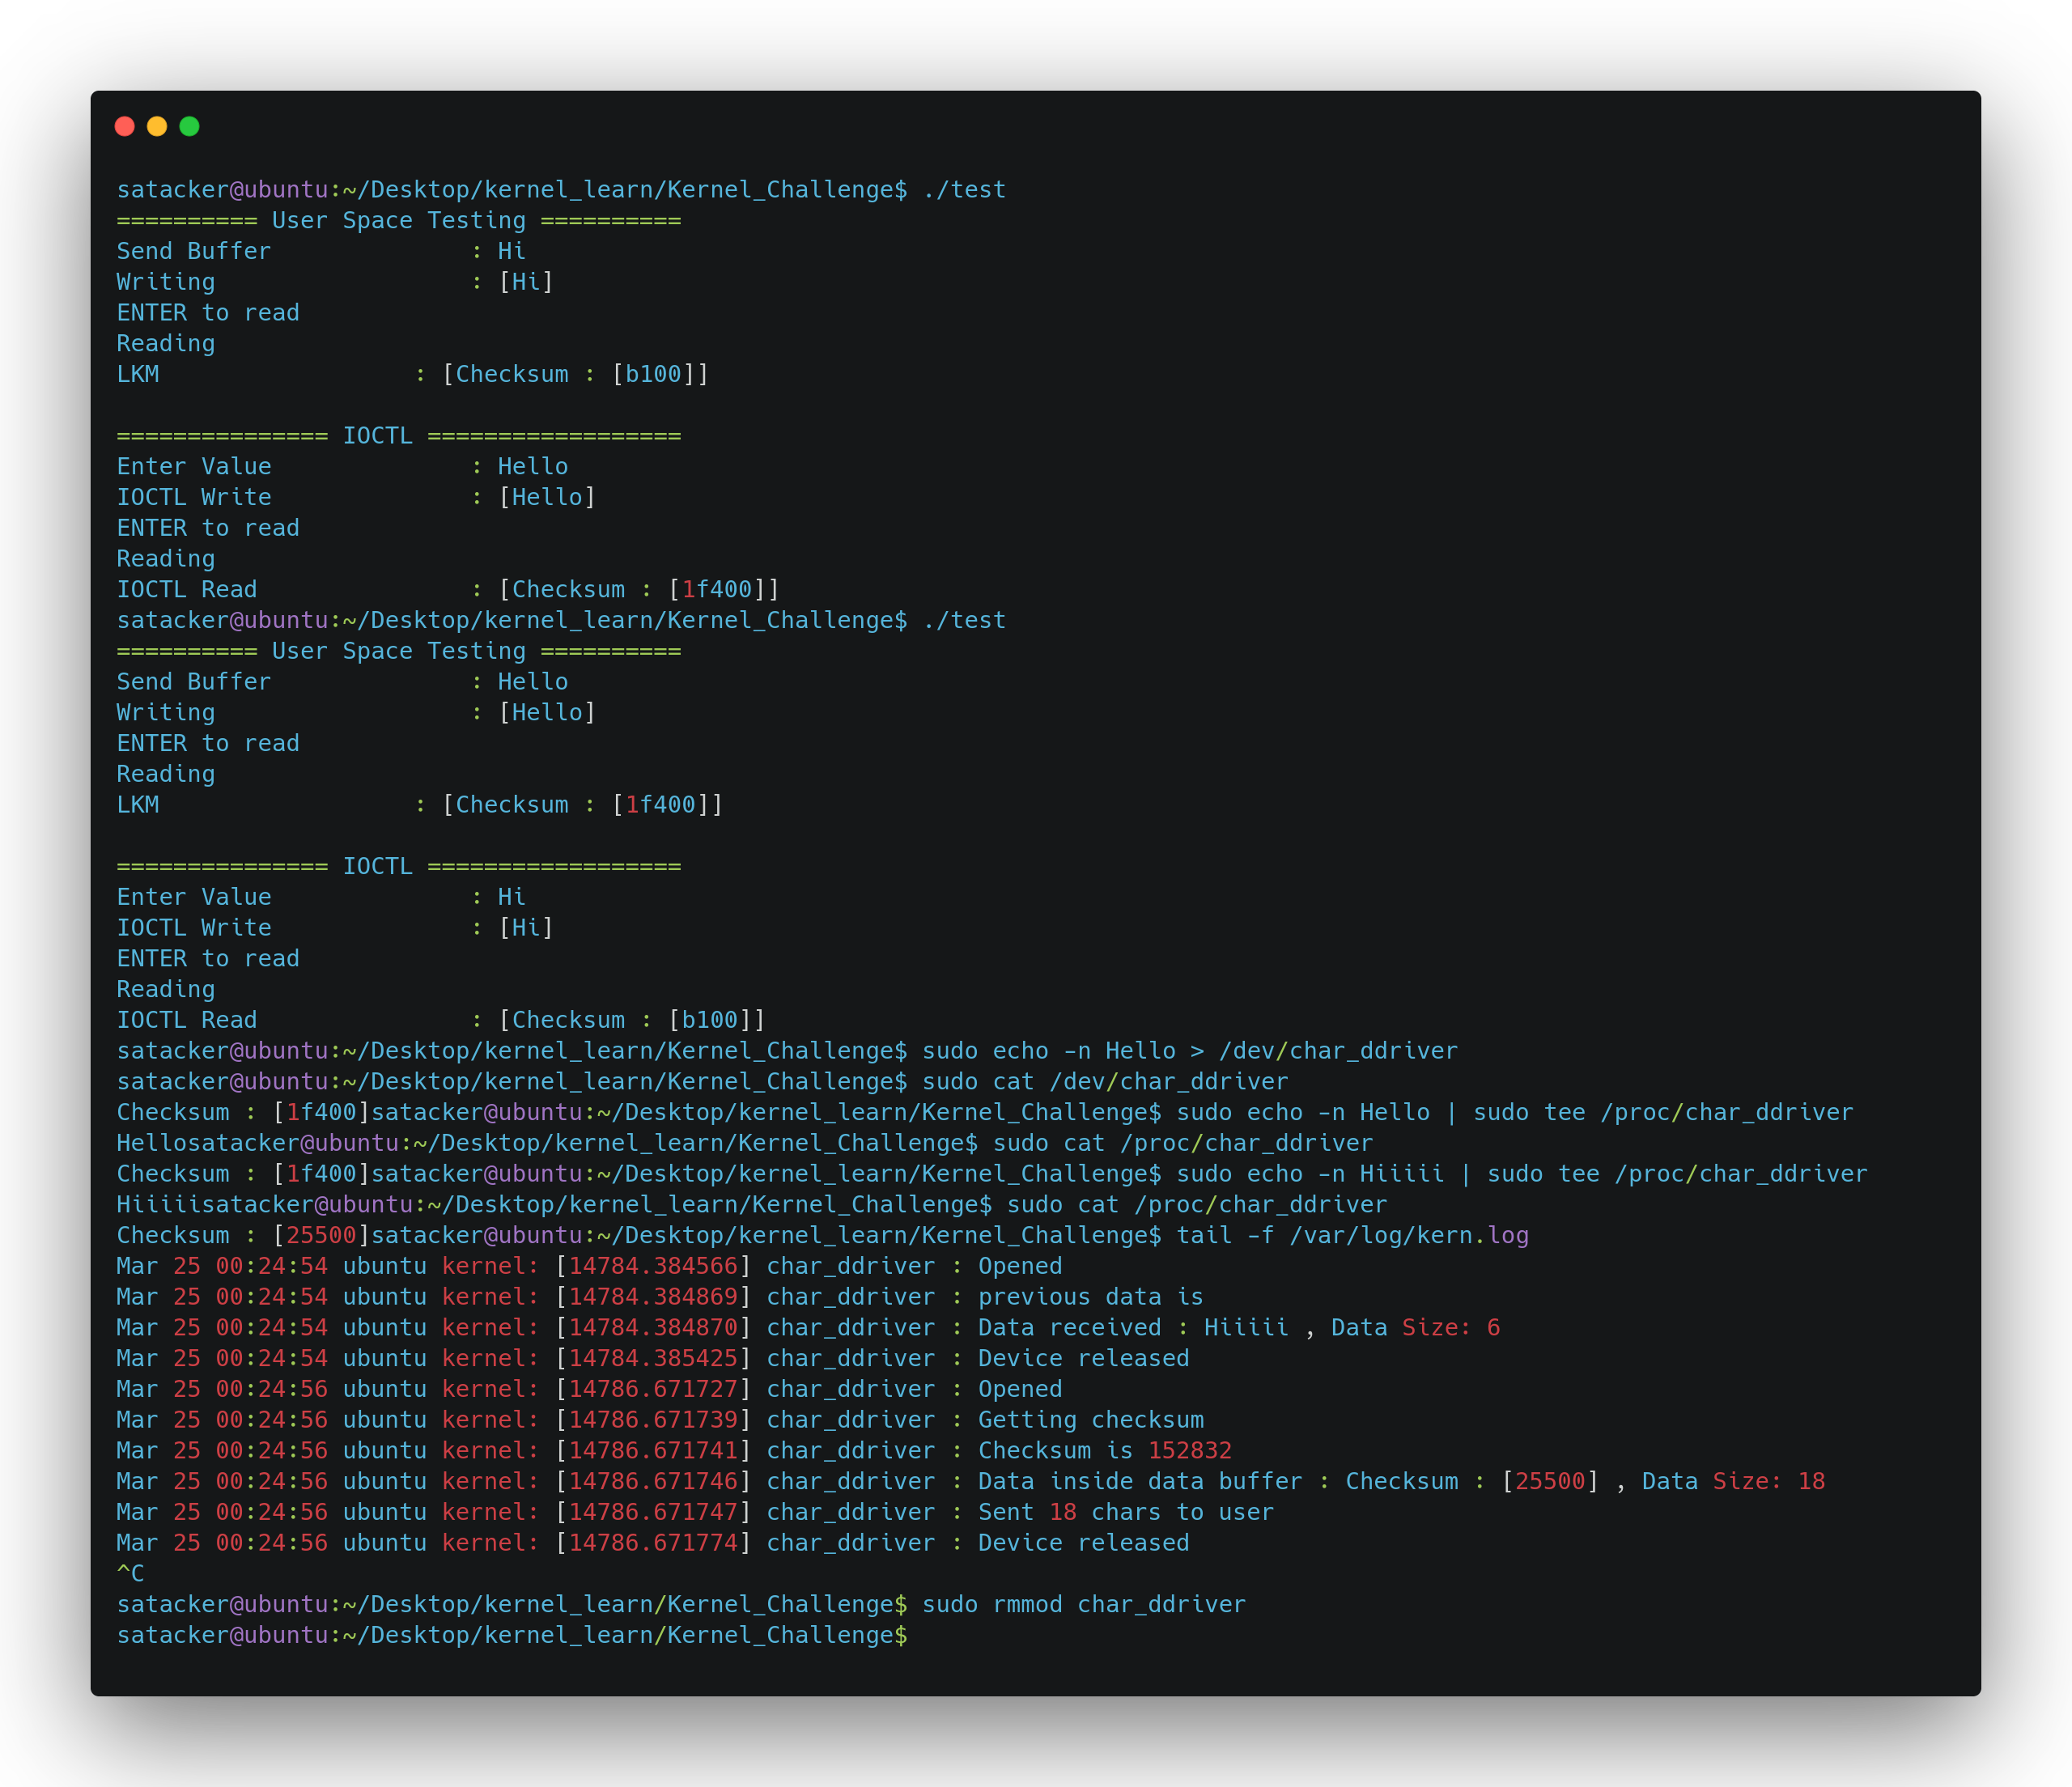 satacker@ubuntu:~/Desktop/kernel_learn/Kernel_Challenge$ ./test
========== User Space Testing ==========
Send Buffer              : Hi
Writing                  : [Hi]
ENTER to read
Reading
LKM                  : [Checksum : [b100]]

=============== IOCTL ==================
Enter Value              : Hello
IOCTL Write              : [Hello]
ENTER to read
Reading
IOCTL Read               : [Checksum : [1f400]]
satacker@ubuntu:~/Desktop/kernel_learn/Kernel_Challenge$ ./test
========== User Space Testing ==========
Send Buffer              : Hello
Writing                  : [Hello]
ENTER to read
Reading
LKM                  : [Checksum : [1f400]]

=============== IOCTL ==================
Enter Value              : Hi
IOCTL Write              : [Hi]
ENTER to read
Reading
IOCTL Read               : [Checksum : [b100]]
satacker@ubuntu:~/Desktop/kernel_learn/Kernel_Challenge$ sudo echo -n Hello > /dev/char_ddriver
satacker@ubuntu:~/Desktop/kernel_learn/Kernel_Challenge$ sudo cat /dev/char_ddriver
Checksum : [1f400]satacker@ubuntu:~/Desktop/kernel_learn/Kernel_Challenge$ sudo echo -n Hello | sudo tee /proc/char_ddriver
Hellosatacker@ubuntu:~/Desktop/kernel_learn/Kernel_Challenge$ sudo cat /proc/char_ddriver
Checksum : [1f400]satacker@ubuntu:~/Desktop/kernel_learn/Kernel_Challenge$ sudo echo -n Hiiiii | sudo tee /proc/char_ddriver
Hiiiiisatacker@ubuntu:~/Desktop/kernel_learn/Kernel_Challenge$ sudo cat /proc/char_ddriver
Checksum : [25500]satacker@ubuntu:~/Desktop/kernel_learn/Kernel_Challenge$ tail -f /var/log/kern.log
Mar 25 00:24:54 ubuntu kernel: [14784.384566] char_ddriver : Opened
Mar 25 00:24:54 ubuntu kernel: [14784.384869] char_ddriver : previous data is
Mar 25 00:24:54 ubuntu kernel: [14784.384870] char_ddriver : Data received : Hiiiii , Data Size: 6
Mar 25 00:24:54 ubuntu kernel: [14784.385425] char_ddriver : Device released
Mar 25 00:24:56 ubuntu kernel: [14786.671727] char_ddriver : Opened
Mar 25 00:24:56 ubuntu kernel: [14786.671739] char_ddriver : Getting checksum
Mar 25 00:24:56 ubuntu kernel: [14786.671741] char_ddriver : Checksum is 152832
Mar 25 00:24:56 ubuntu kernel: [14786.671746] char_ddriver : Data inside data buffer : Checksum : [25500] , Data Size: 18
Mar 25 00:24:56 ubuntu kernel: [14786.671747] char_ddriver : Sent 18 chars to user
Mar 25 00:24:56 ubuntu kernel: [14786.671774] char_ddriver : Device released
^C
satacker@ubuntu:~/Desktop/kernel_learn/Kernel_Challenge$ sudo rmmod char_ddriver
satacker@ubuntu:~/Desktop/kernel_learn/Kernel_Challenge$